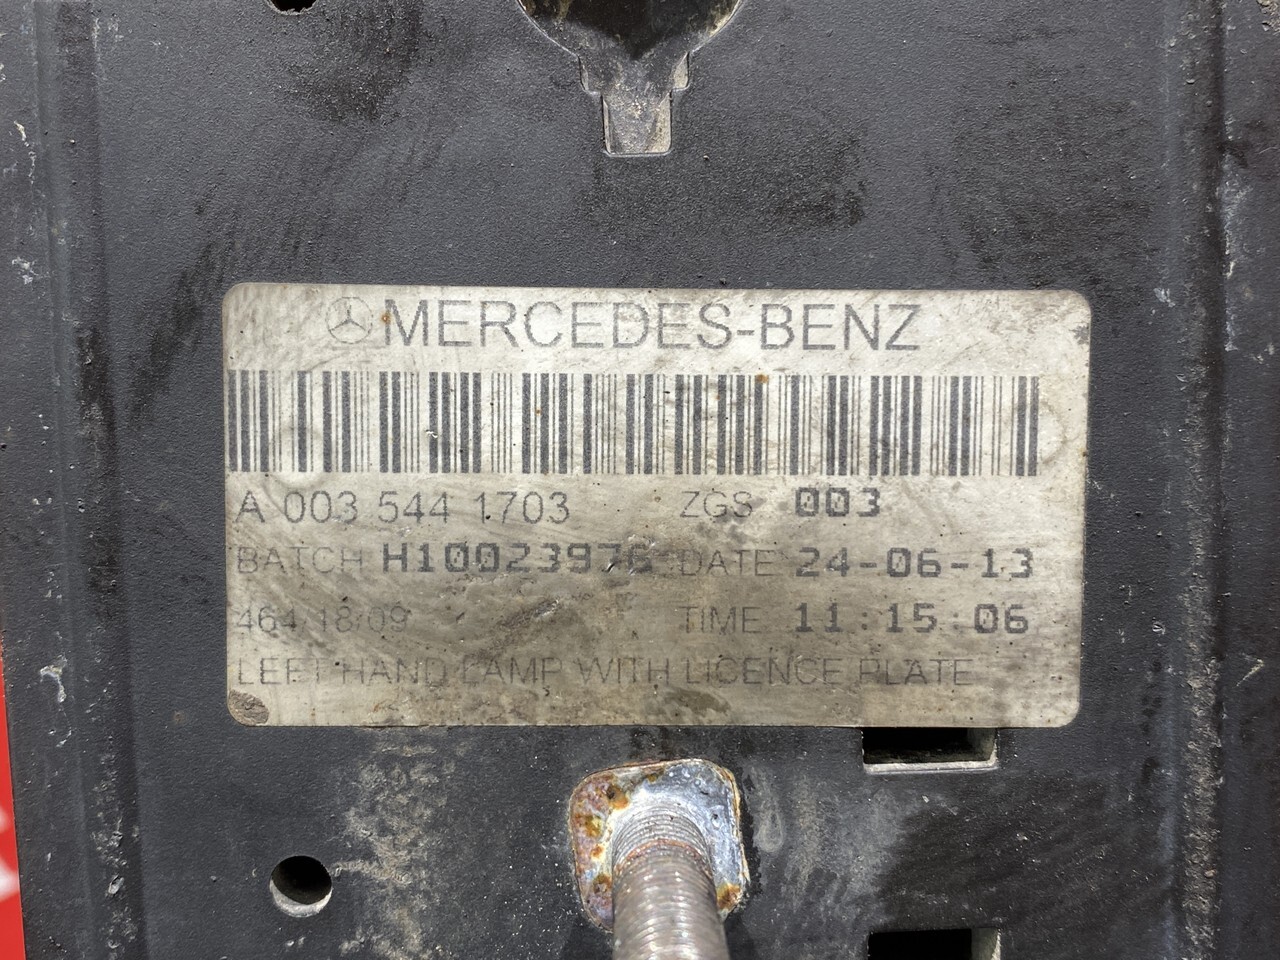 MERCEDES-BENZ
A 003 544 1703 ZGS 003
BATCH H10023976 DATE 24-06-13
464/18/09 TIME 11:15:06
LEFT HAND LAMP WITH LICENCE PLATE